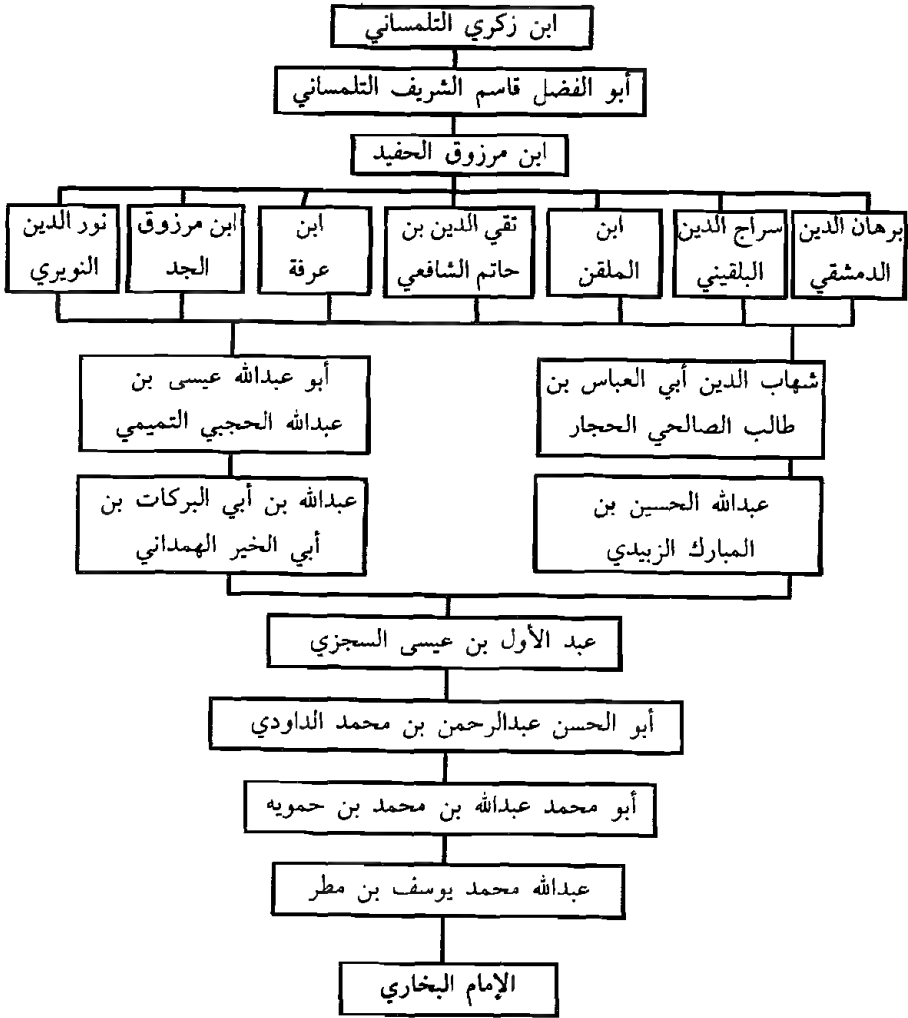 ابن زكري التلمساني
أبو الفضل قاسم الشريف التلمساني
ابن مرزوق الحفيد
برهان الدين
الدمشقي
سراج الدين
البلقيني
ابن
الملقن
تقي الدين بن
حاتم الشافعي
ابن
عرفة
ابن مرزوق
الجد
نور الدين
النويري
شهاب الدين أبي العباس بن
طالب الصالحي الحجار
أبو عبدالله عيسى بن
عبدالله الحجبي التميمي
عبدالله الحسين بن
المبارك الزبيدي
عبدالله بن أبي البركات بن
أبي الخير الهمداني
عبد الأول بن عيسى السجزي
أبو الحسن عبدالرحمن بن محمد الداودي
أبو محمد عبدالله بن محمد بن حمويه
عبدالله محمد يوسف بن مطر
الإمام البخاري